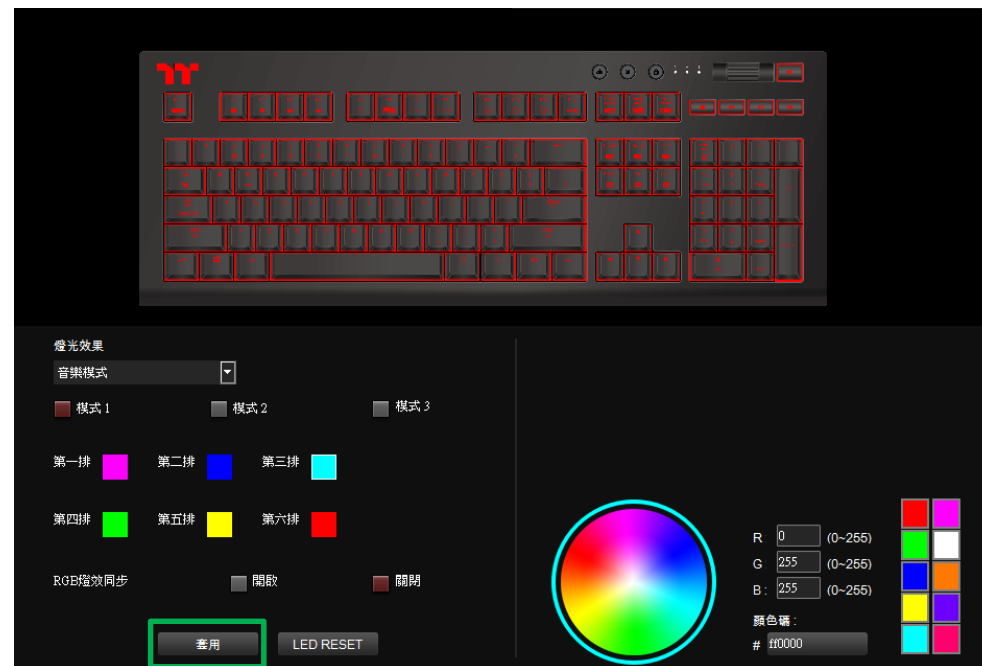 燈光效果
音樂模式
模式 1 模式 2 模式 3
第一排 第二排 第三排
第四排 第五排 第六排
RGB燈效同步 開啟 關閉
套用 LED RESET
R 0 (0~255)
G 255 (0~255)
B : 255 (0~255)
顏色碼 :
# ff0000